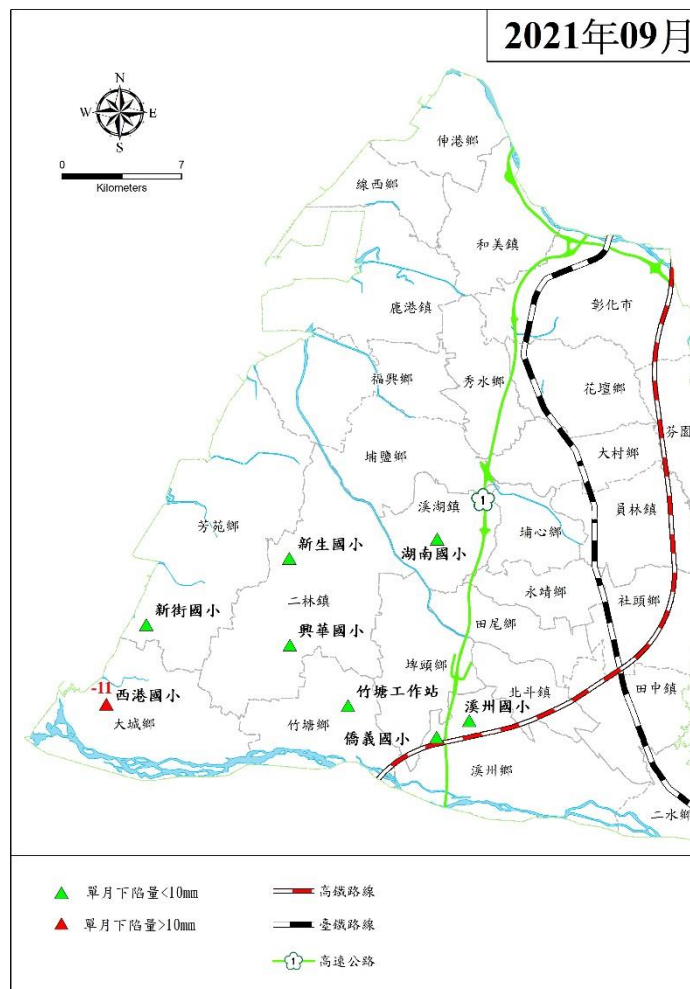 2021年09月
N
W
E
S
0
7
Kilometers
伸港鄉
線西鄉
和美鎮
鹿港鎮
彰化市
福興鄉
秀水鄉
花壇鄉
芬園
大村鄉
埔鹽鄉
溪湖鎮
員林鎮
1
芳苑鄉
埔心鄉
新生國小
湖南國小
永靖鄉
二林鎮
社頭鄉
新街國小
田尾鄉
興華國小
埤頭鄉
-11
西港國小
竹塘工作站
北斗鎮
田中鎮
大城鄉
竹塘鄉
溪州國小
僑義國小
溪州鄉
二水鄉
單月下陷量<10mm
高鐵路線
單月下陷量>10mm
臺鐵路線
1
高速公路